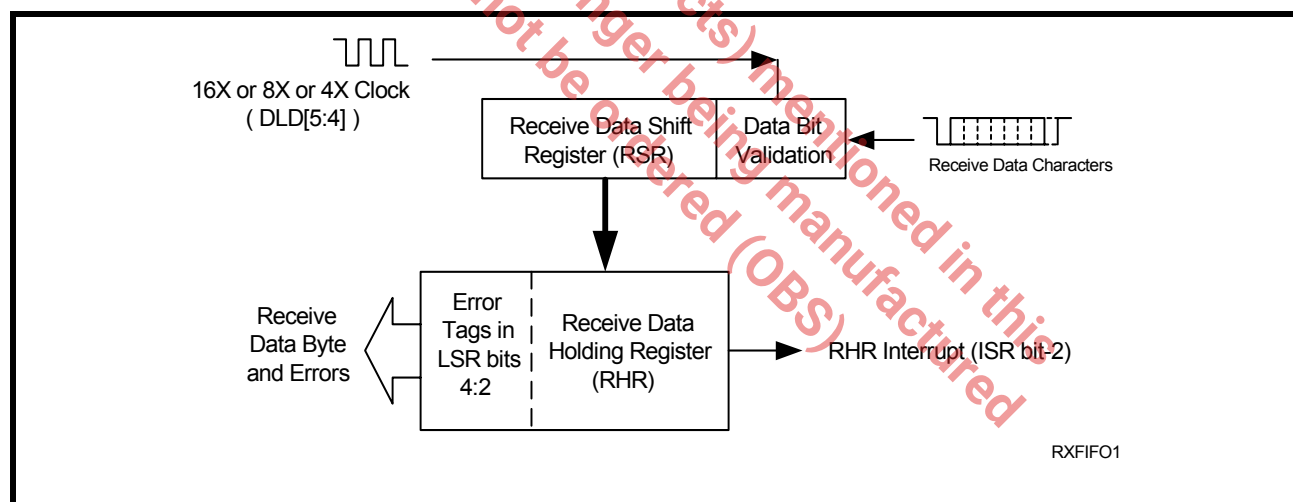 not be ordered (OBS)
nger being manufactured
cts) mentioned in this
16X or 8X or 4X Clock
( DLD[5:4] )
Receive Data Shift
Register (RSR)
Data Bit
Validation
Receive Data Characters
Receive
Data Byte
and Errors
Error
Tags in
LSR bits
4:2
Receive Data
Holding Register
(RHR)
RHR Interrupt (ISR bit-2)
RXFIFO1